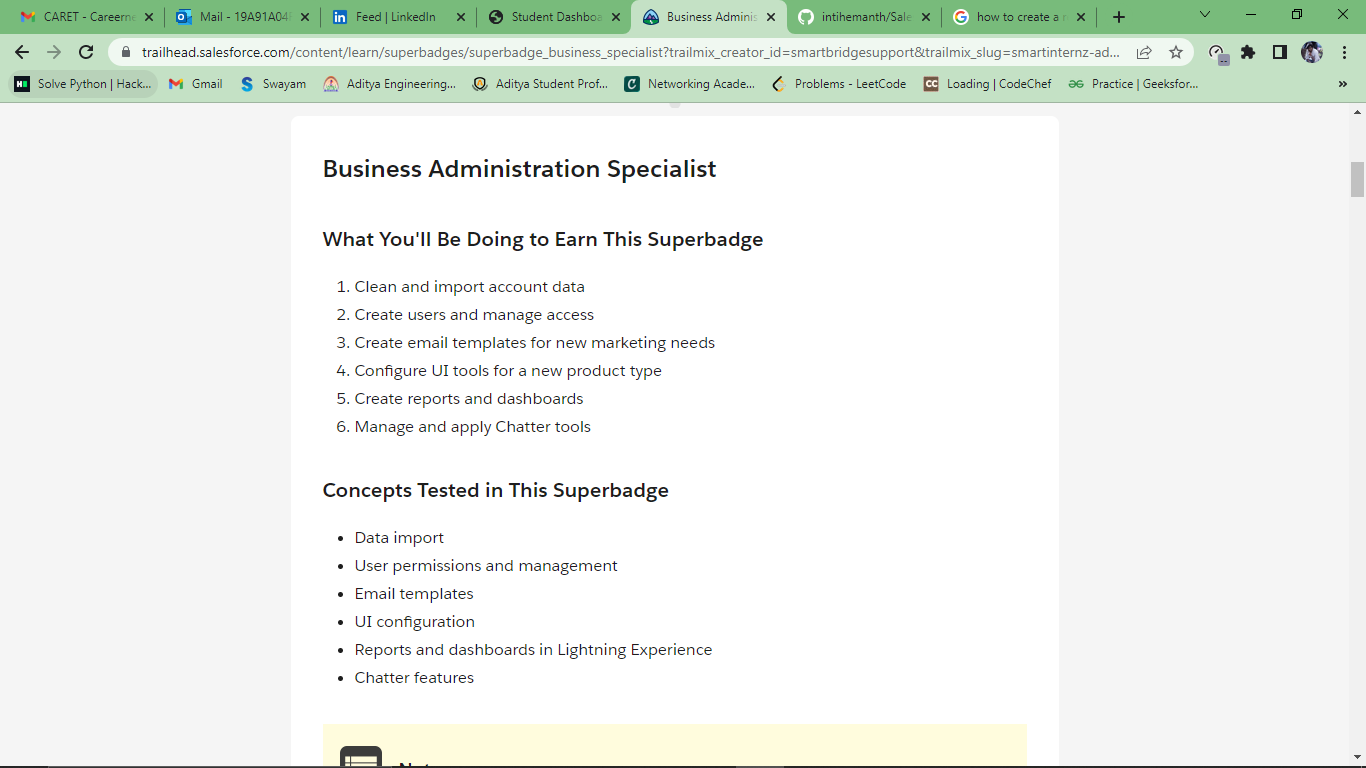 CARET - Careerne
Mail - 19A91A04
Feed | LinkedIn
Student Dashboa
Business Adminis
intihemanth/Sale
how to create a n
trailhead.salesforce.com/content/learn/superbadges/superbadge_business_specialist?trailmix_creator_id=smartbridgesupport&trailmix_slug=smartinternz-ad...
Solve Python | Hack...
Gmail
Swayam
Aditya Engineering...
Aditya Student Prof...
Networking Acade...
Problems - LeetCode
CC
Loading | CodeChef
Practice | Geeksfor...
»
Business Administration Specialist
What You'll Be Doing to Earn This Superbadge
1. Clean and import account data
2. Create users and manage access
3. Create email templates for new marketing needs
4. Configure UI tools for a new product type
5. Create reports and dashboards
6. Manage and apply Chatter tools
Concepts Tested in This Superbadge
• Data import
• User permissions and management
• Email templates
• UI configuration
• Reports and dashboards in Lightning Experience
• Chatter features